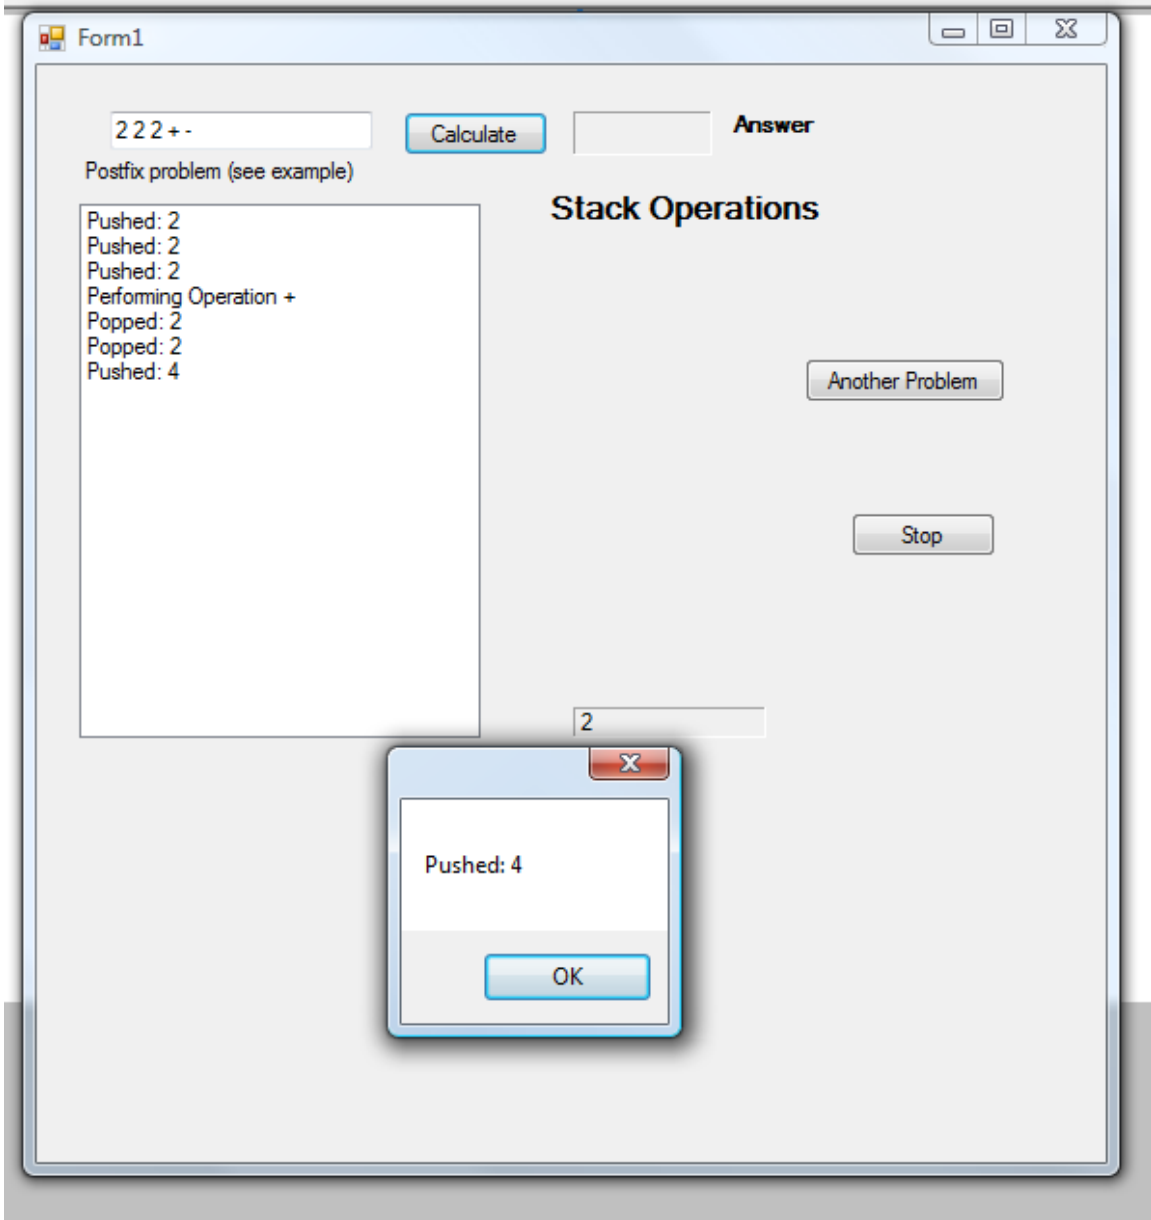 Form1
2 2 2 + -
Calculate
Answer
Postfix problem (see example)
Stack Operations
Pushed: 2
Pushed: 2
Pushed: 2
Performing Operation +
Popped: 2
Popped: 2
Pushed: 4
Another Problem
Stop
2
Pushed: 4
OK